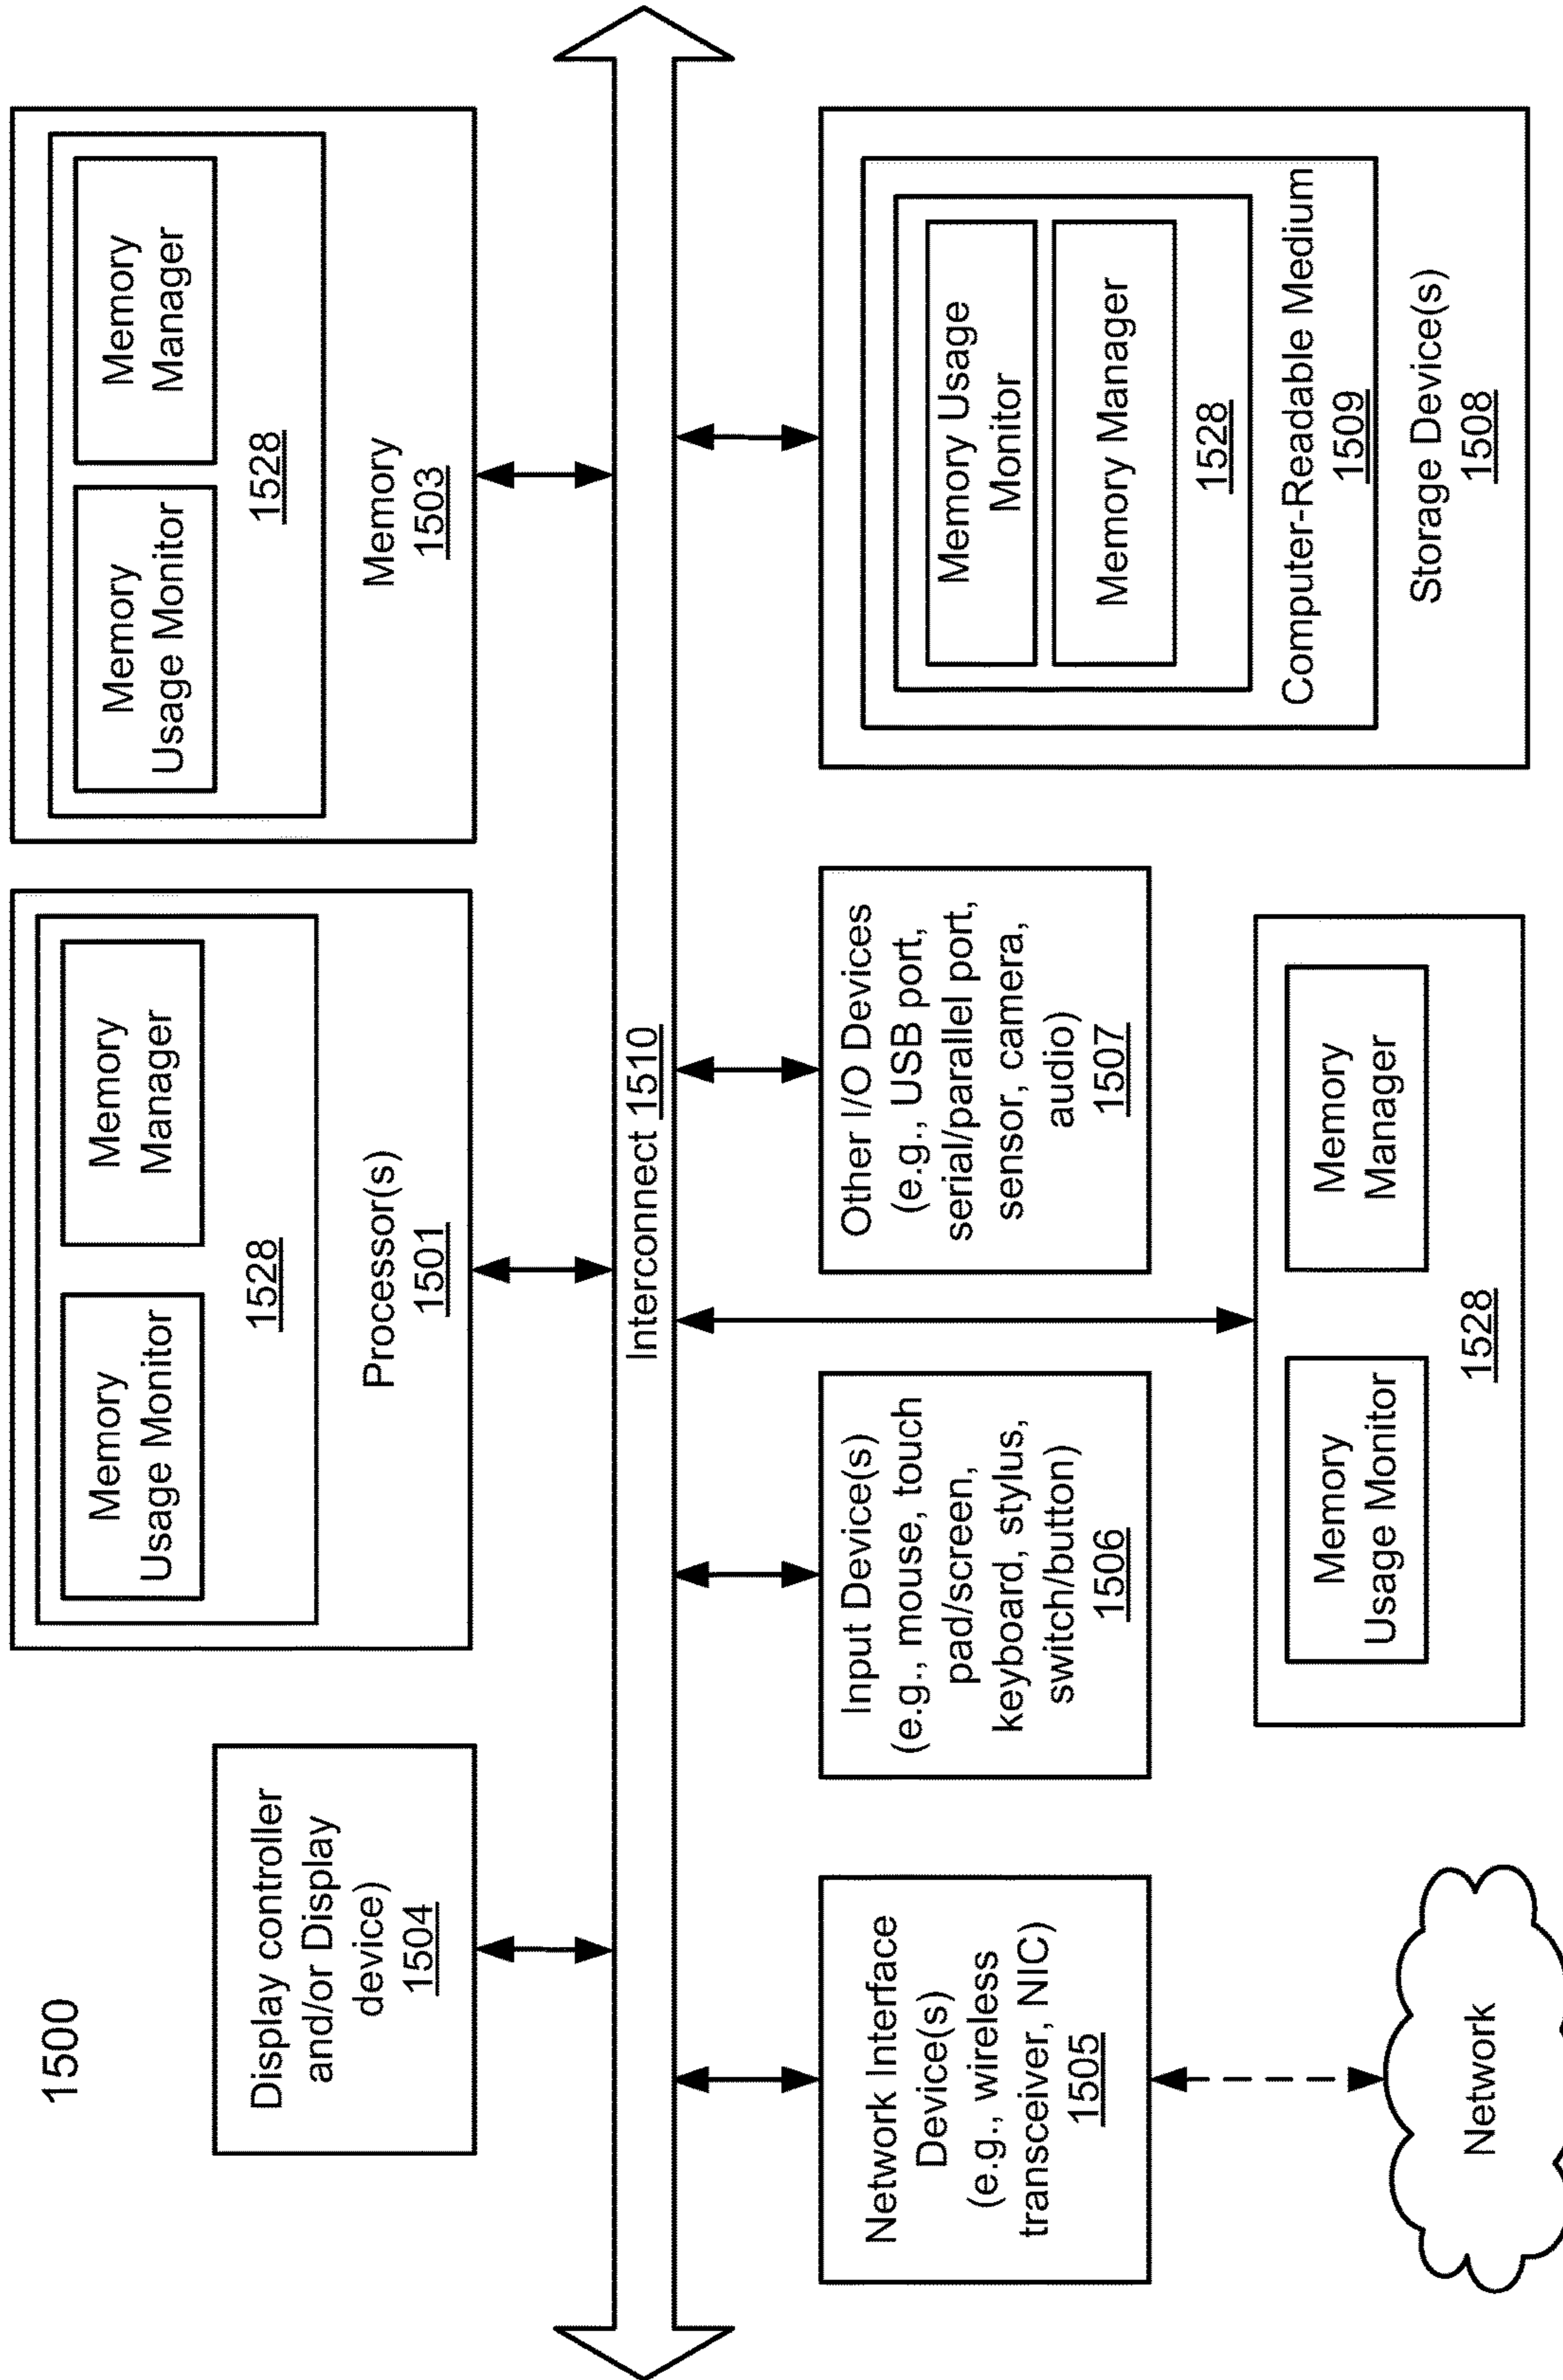 1500
Display controller
and/or Display
device)
1504
Memory
Usage Monitor
Memory
Manager
1528
Processor(s)
1501
Memory
Usage Monitor
Memory
Manager
1528
Memory
1503
Interconnect 1510
Network Interface
Device(s)
(e.g., wireless
transceiver, NIC)
1505
Input Device(s)
(e.g., mouse, touch
pad/screen,
keyboard, stylus,
switch/button)
1506
Other I/O Devices
(e.g., USB port,
serial/parallel port,
sensor, camera,
audio)
1507
Memory Usage
Monitor
Memory Manager
1528
Computer-Readable Medium
1509
Storage Device(s)
1508
Network
Memory
Usage Monitor
Memory
Manager
1528